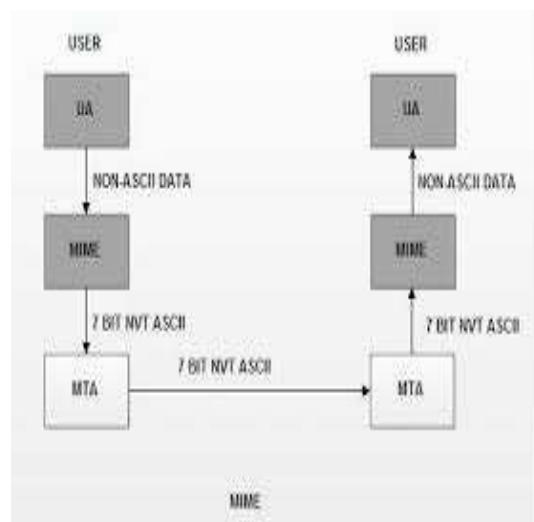 USER USER
UA UA
NON-ASCII DATA NON-ASCII DATA
MIME MIME
7 BIT NVT ASCII 7 BIT NVT ASCII
7 BIT NVT ASCII
MTA MTA
MIME